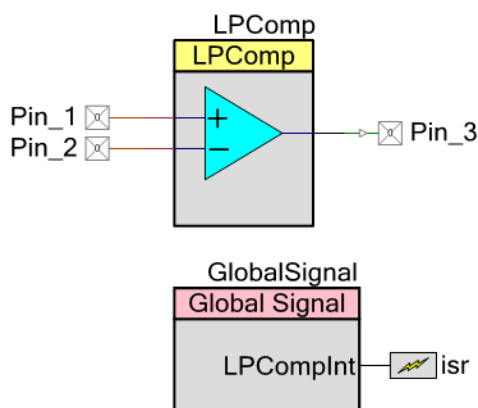 LPComp
LPComp
Pin_1
+
Pin_2
−
Pin_3
GlobalSignal
Global Signal
LPCompInt
isr